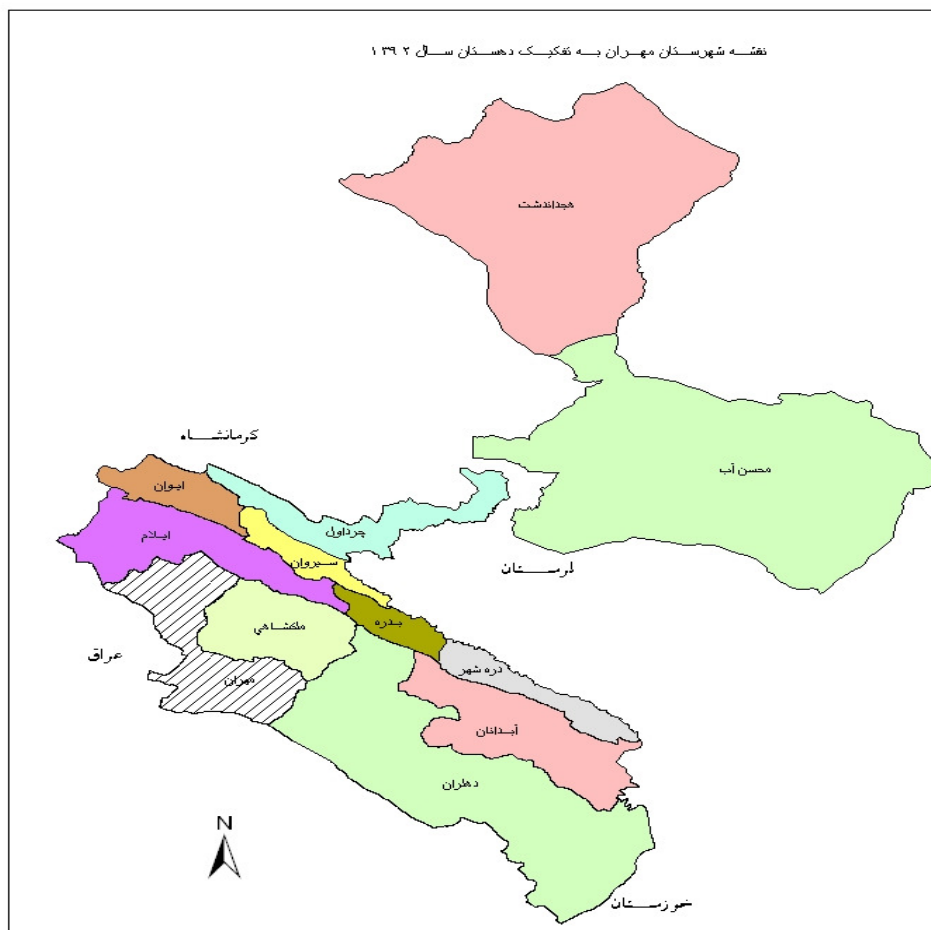 نقشه شهرستان مهران به تفکیک دهستان سال ۱۳۹۲
هجداندشت
محسن آب
کرمانشاه
ایوان
چرداول
ایلام
سیروان
لرستان
بدره
ملکشاهی
عراق
دره شهر
مهران
آبدانان
دهلران
N
خوزستان